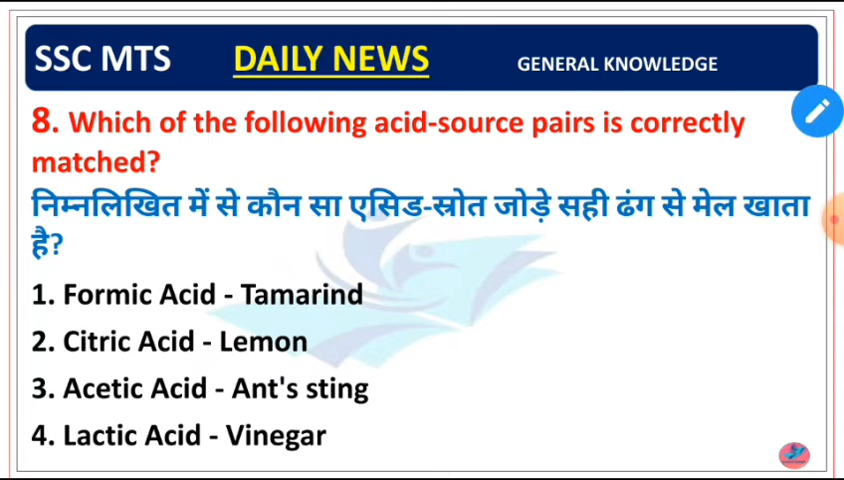 SSC MTS DAILY NEWS GENERAL KNOWLEDGE
8. Which of the following acid-source pairs is correctly
matched?
निम्नलिखित में से कौन सा एसिड-स्रोत जोड़े सही ढंग से मेल खाता
है?
1. Formic Acid - Tamarind
2. Citric Acid - Lemon
3. Acetic Acid - Ant's sting
4. Lactic Acid - Vinegar